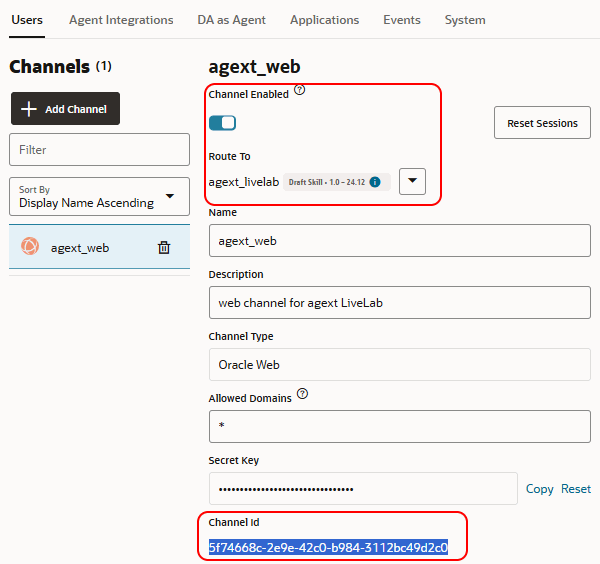 Users Agent Integrations DA as Agent Applications Events System
Channels (1)
Add Channel
Filter
Sort By
Display Name Ascending
agext_web
agext_web
Channel Enabled ?
Reset Sessions
Route To
agext_livelab Draft Skill • 1.0 – 24.12 i
Name
agext_web
Description
web channel for agext LiveLab
Channel Type
Oracle Web
Allowed Domains ?
*
Secret Key
•••••••••••••••••••••••••••••••• Copy Reset
Channel Id
5f74668c-2e9e-42c0-b984-3112bc49d2c0